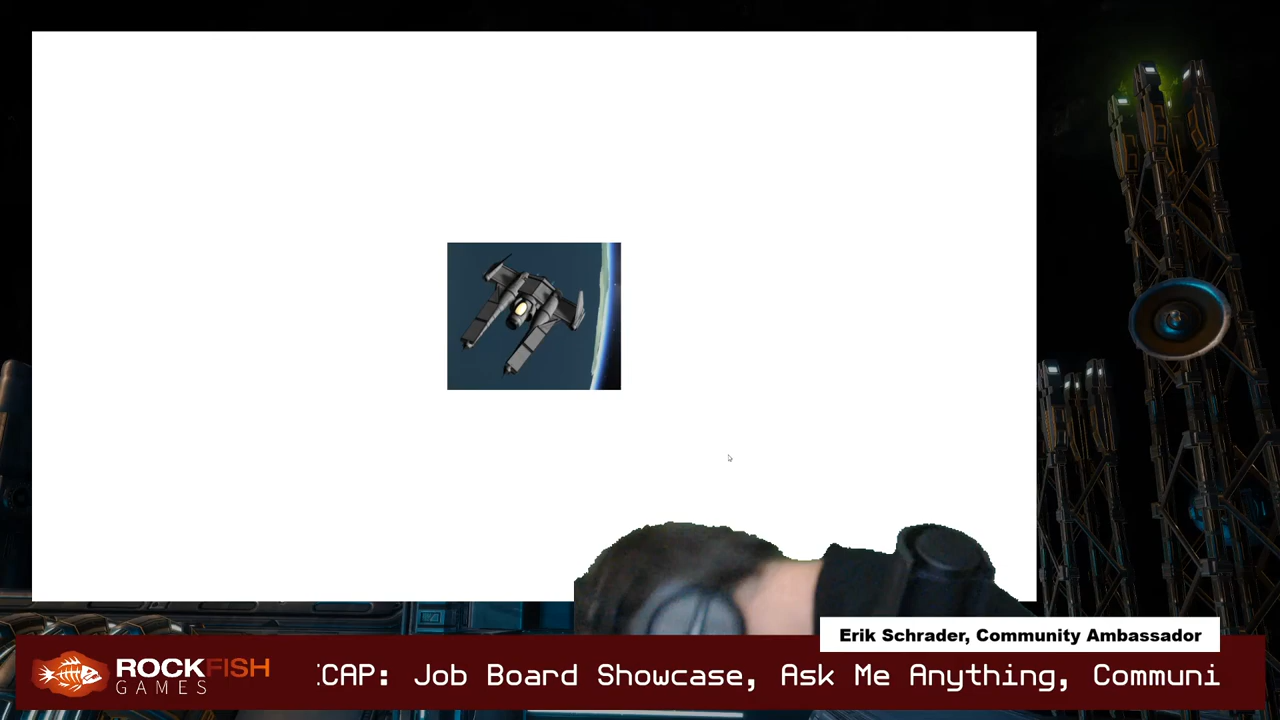 Erik Schrader, Community Ambassador
ROCKFISH
GAMES
CAP: Job Board Showcase, Ask Me Anything, Communi